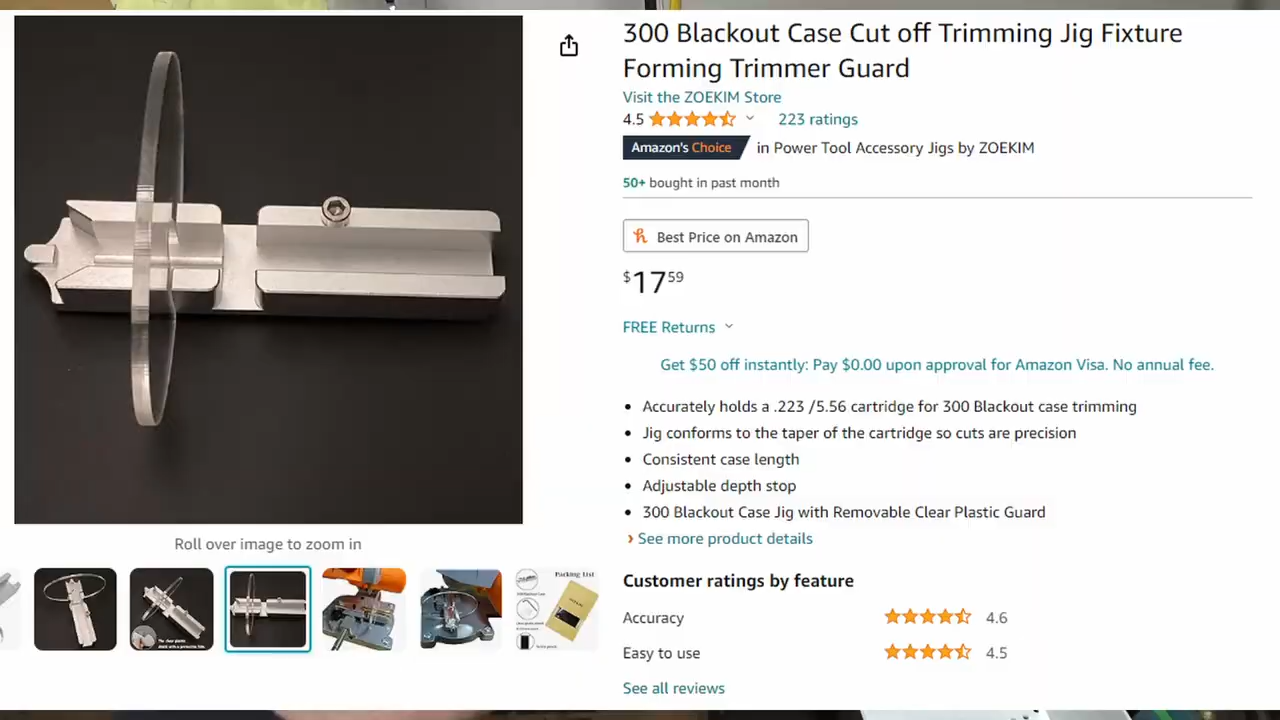 300 Blackout Case Cut off Trimming Jig Fixture
Forming Trimmer Guard
Visit the ZOEKIM Store
4.5
223 ratings
Amazon's Choice in Power Tool Accessory Jigs by ZOEKIM
50+ bought in past month
Best Price on Amazon
$17 59
FREE Returns
Get $50 off instantly: Pay $0.00 upon approval for Amazon Visa. No annual fee.
• Accurately holds a .223 /5.56 cartridge for 300 Blackout case trimming
• Jig conforms to the taper of the cartridge so cuts are precision
• Consistent case length
• Adjustable depth stop
• 300 Blackout Case Jig with Removable Clear Plastic Guard
› See more product details
Customer ratings by feature
Accuracy 4.6
Easy to use 4.5
See all reviews
Roll over image to zoom in
Packing List